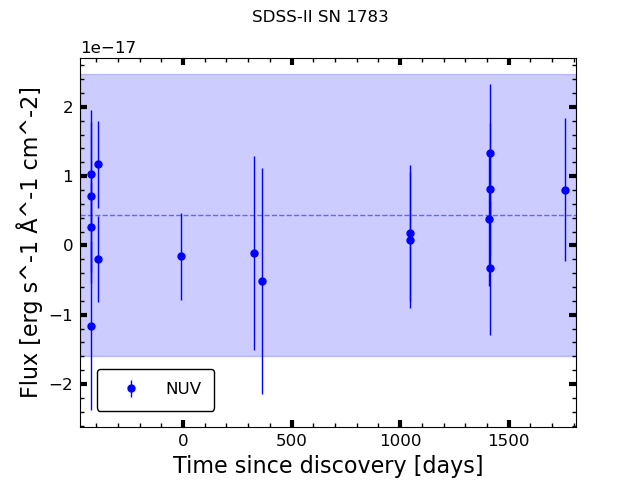 SDSS-II SN 1783
1e−17
Flux [erg s^-1 Å^-1 cm^-2]
2
1
0
−1
−2
NUV
0 500 1000 1500
Time since discovery [days]